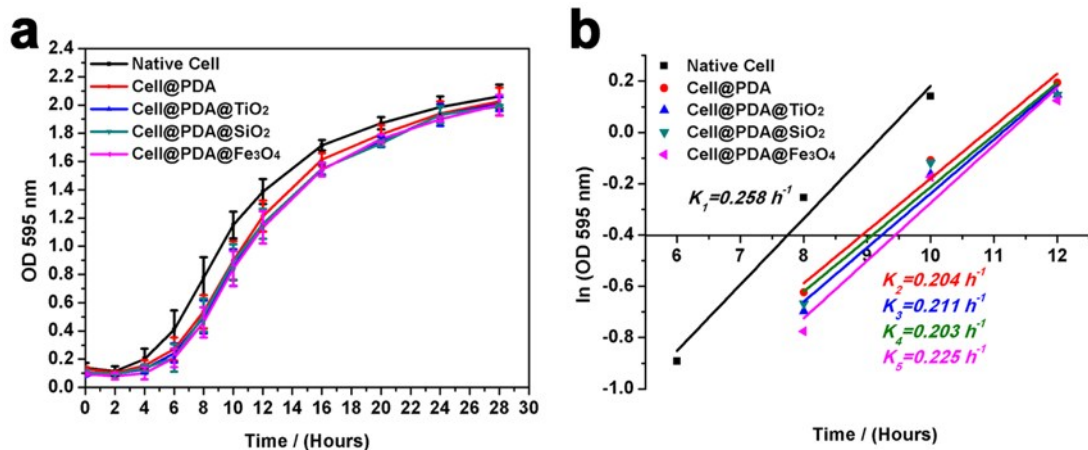 a
2.4
2.2
2.0
1.8
1.6
1.4
1.2
1.0
0.8
0.6
0.4
0.2
0.0
OD 595 nm
Native Cell
Cell@PDA
Cell@PDA@TiO₂
Cell@PDA@SiO₂
Cell@PDA@Fe₃O₄
0 2 4 6 8 10 12 14 16 18 20 22 24 26 28 30
Time / (Hours)
b
0.4
0.2
0.0
-0.2
-0.4
-0.6
-0.8
-1.0
ln (OD 595 nm)
Native Cell
Cell@PDA
Cell@PDA@TiO₂
Cell@PDA@SiO₂
Cell@PDA@Fe₃O₄
K₁=0.258 h⁻¹
6 7 8 9 10 11 12
K₂=0.204 h⁻¹
K₃=0.211 h⁻¹
K₄=0.203 h⁻¹
K₅=0.225 h⁻¹
Time / (Hours)